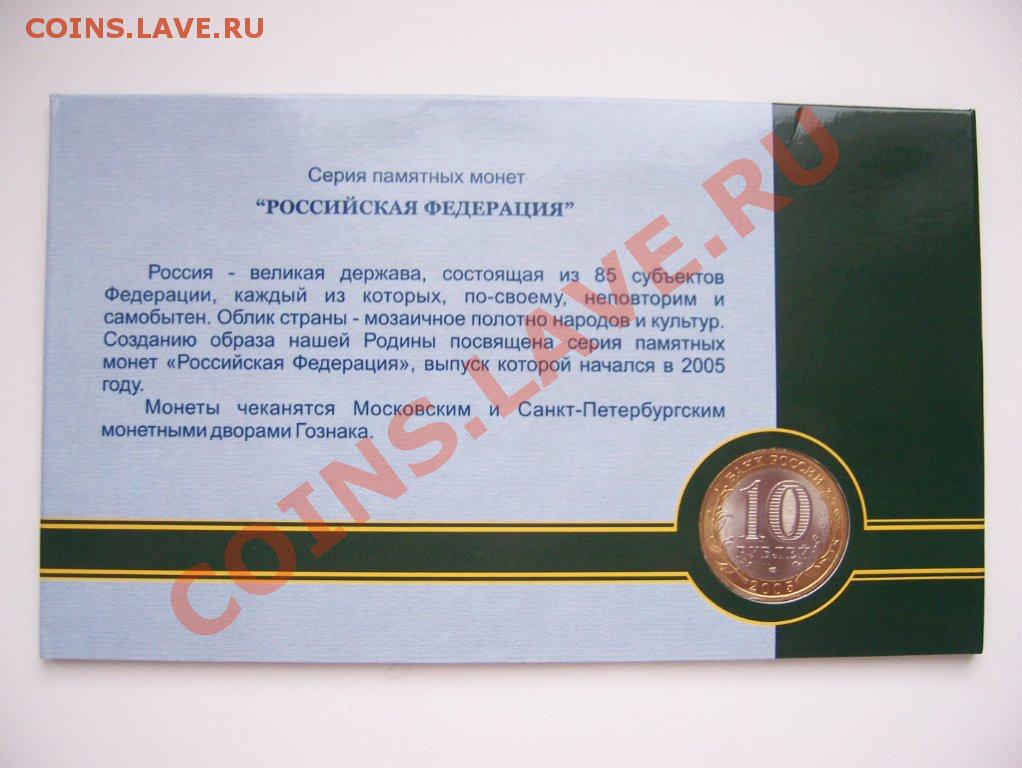 COINS.LAVE.RU
Серия памятных монет
“РОССИЙСКАЯ ФЕДЕРАЦИЯ”
Россия - великая держава, состоящая из 85 субъектов
Федерации, каждый из которых, по-своему, неповторим и
самобытен. Облик страны - мозаичное полотно народов и культур.
Созданию образа нашей Родины посвящена серия памятных
монет «Российская Федерация», выпуск которой начался в 2005
году.
Монеты чеканятся Московским и Санкт-Петербургским
монетными дворами Гознака.
COINS.LAVE.RU
БАНК РОССИИ
10
РУБЛЕЙ
2005